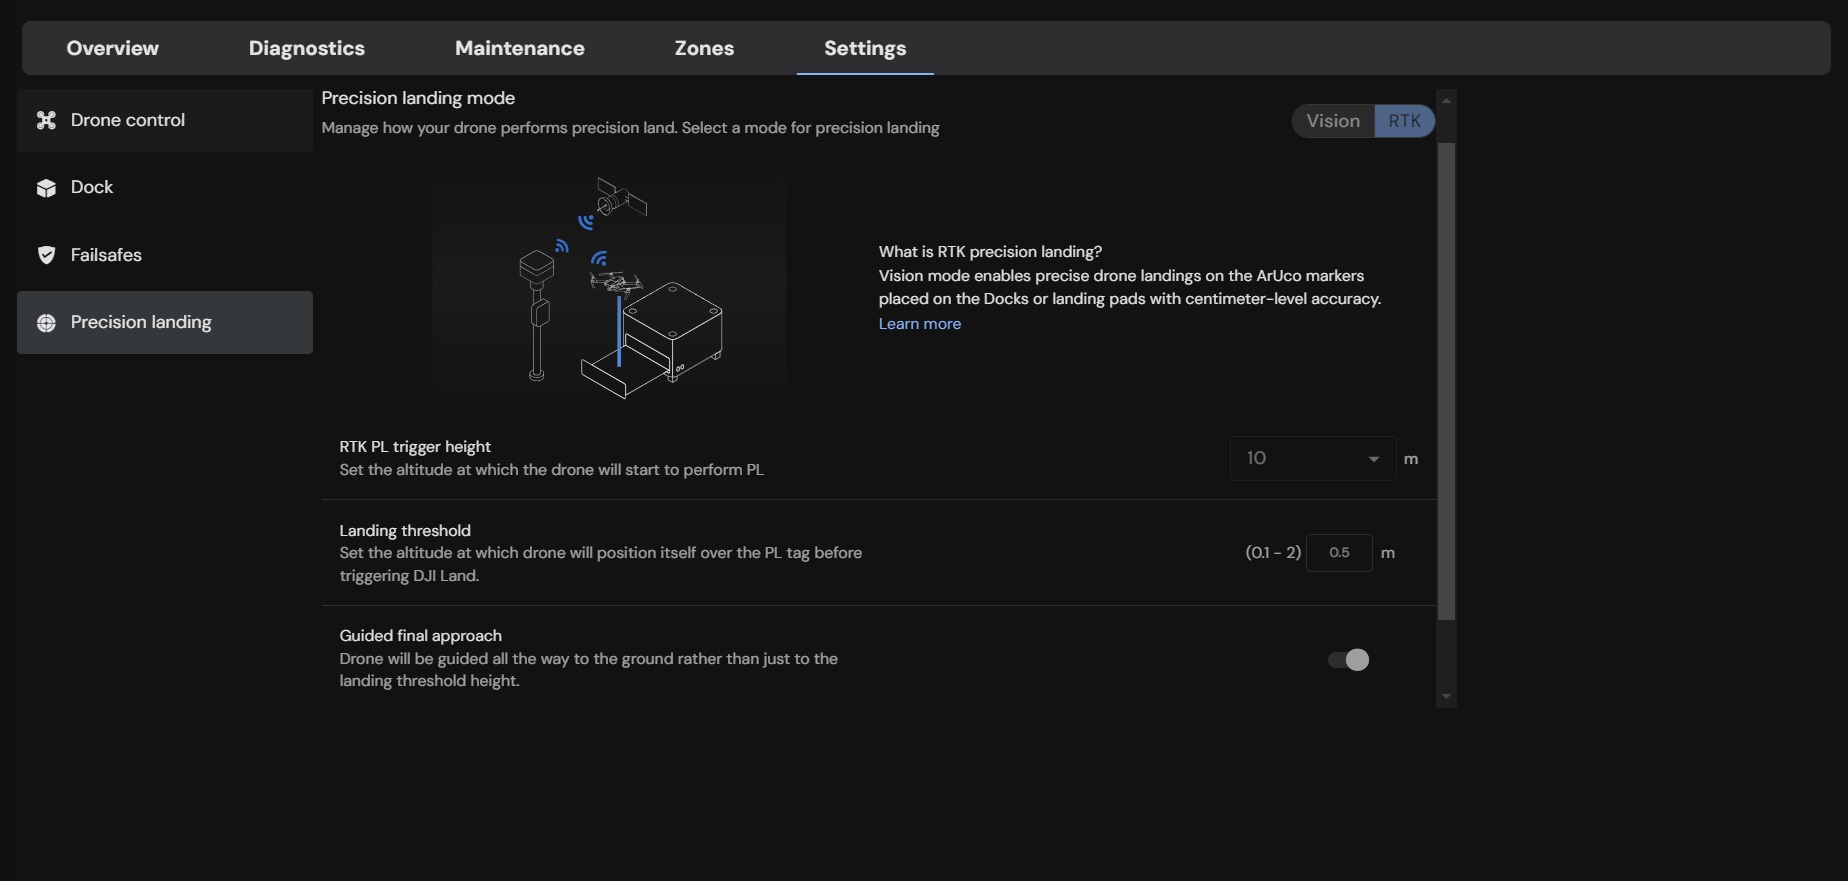 Overview Diagnostics Maintenance Zones Settings
Drone control
Dock
Failsafes
Precision landing
Precision landing mode
Manage how your drone performs precision land. Select a mode for precision landing
Vision RTK
What is RTK precision landing?
Vision mode enables precise drone landings on the ArUco markers
placed on the Docks or landing pads with centimeter-level accuracy.
Learn more
RTK PL trigger height
Set the altitude at which the drone will start to perform PL
10 m
Landing threshold
Set the altitude at which drone will position itself over the PL tag before
triggering DJI Land.
(0.1 - 2) 0.5 m
Guided final approach
Drone will be guided all the way to the ground rather than just to the
landing threshold height.